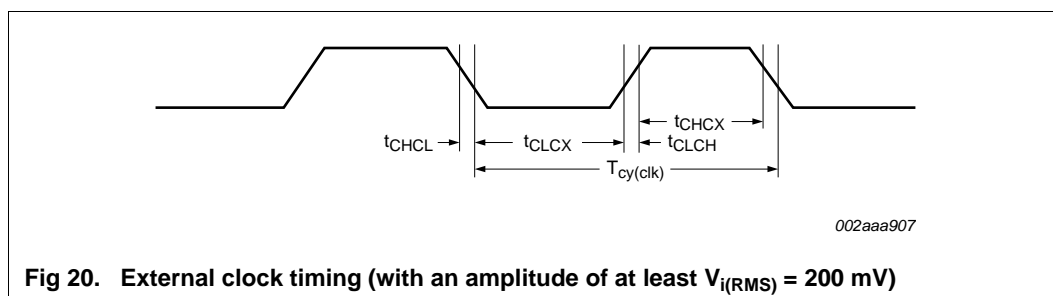 tCHCX
tCHCL tCLCX tCLCH
Tcy(clk)
002aaa907
Fig 20. External clock timing (with an amplitude of at least Vi(RMS) = 200 mV)